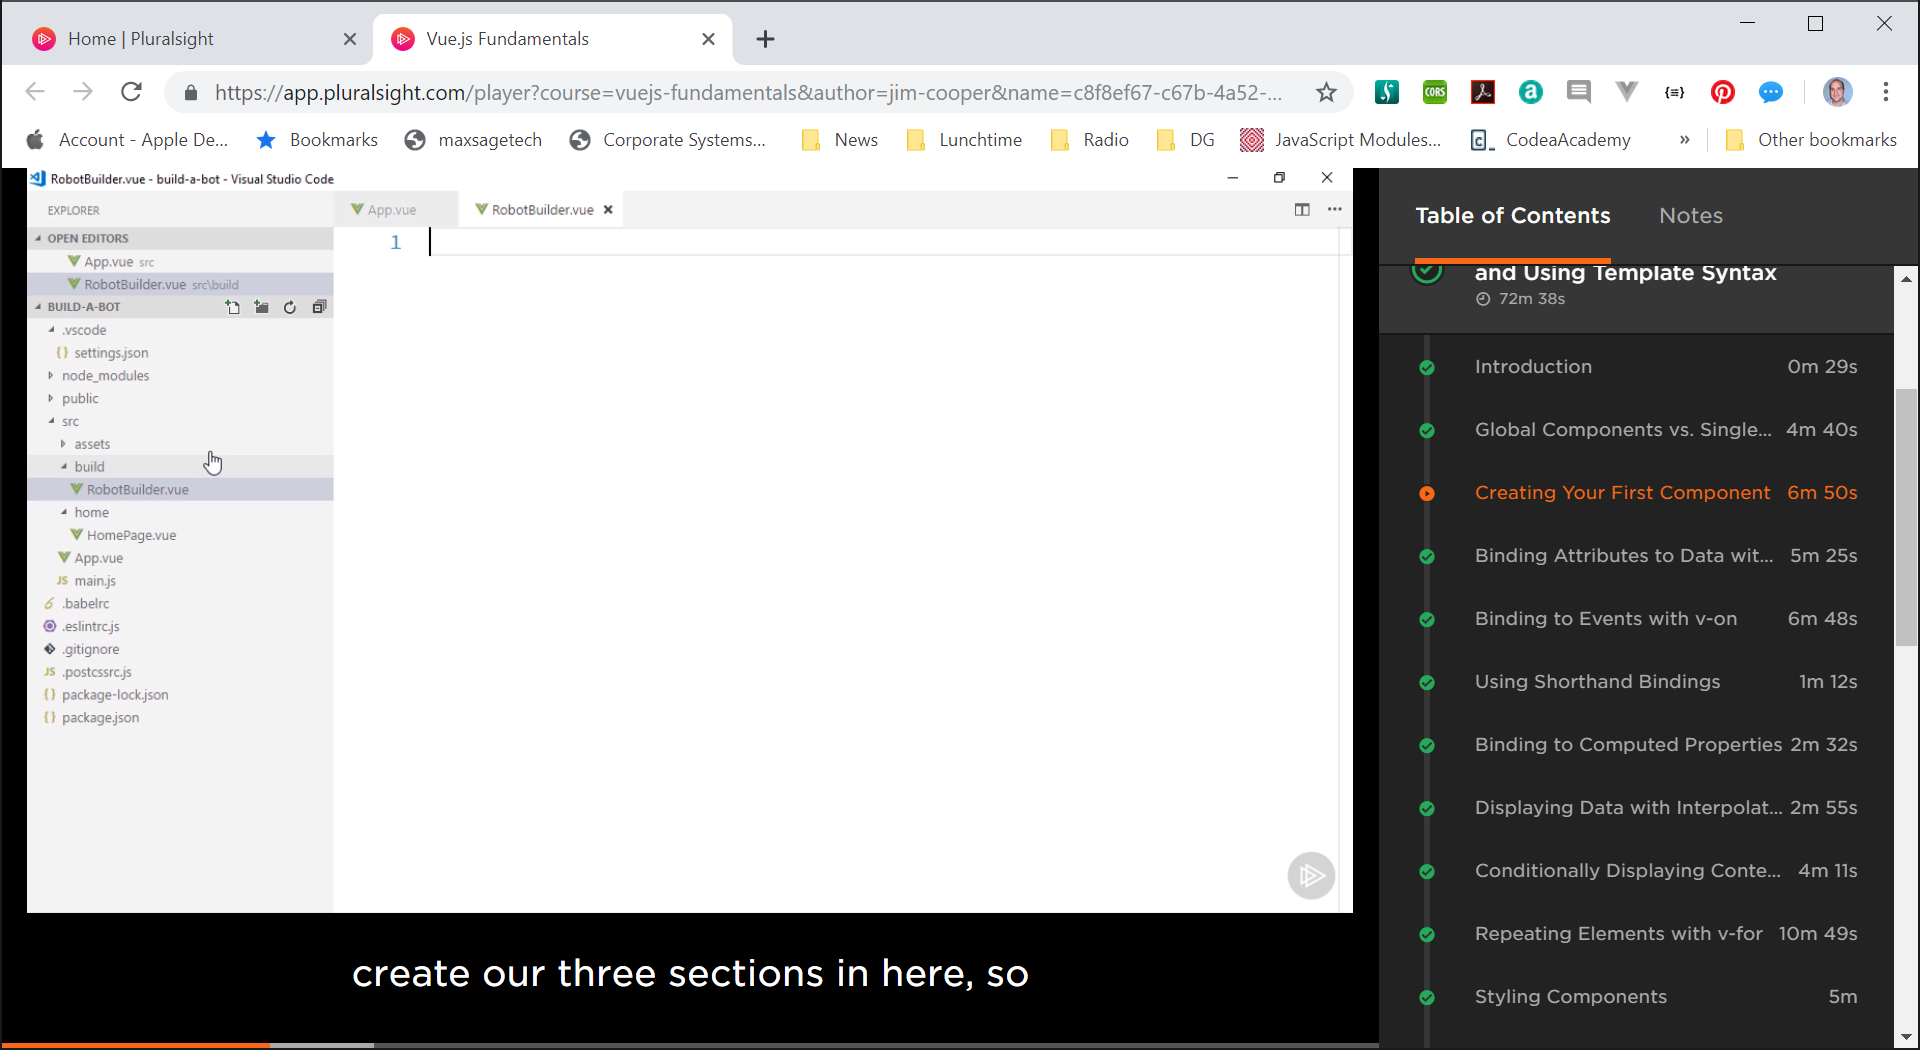 Home | Pluralsight
Vue.js Fundamentals
https://app.pluralsight.com/player?course=vuejs-fundamentals&author=jim-cooper&name=c8f8ef67-c67b-4a52-...
CORS
a
{≡}
Account - Apple De...
Bookmarks
maxsagetech
Corporate Systems...
News
Lunchtime
Radio
DG
JavaScript Modules...
CodeaAcademy
»
Other bookmarks
RobotBuilder.vue - build-a-bot - Visual Studio Code
EXPLORER
App.vue
RobotBuilder.vue
OPEN EDITORS
App.vue src
RobotBuilder.vue src\build
BUILD-A-BOT
.vscode
{} settings.json
node_modules
public
src
assets
build
RobotBuilder.vue
home
HomePage.vue
App.vue
JS main.js
.babelrc
.eslintrc.js
.gitignore
JS .postcssrc.js
{} package-lock.json
{} package.json
1
create our three sections in here, so
Table of Contents
Notes
and Using Template Syntax
72m 38s
Introduction 0m 29s
Global Components vs. Single... 4m 40s
Creating Your First Component 6m 50s
Binding Attributes to Data wit... 5m 25s
Binding to Events with v-on 6m 48s
Using Shorthand Bindings 1m 12s
Binding to Computed Properties 2m 32s
Displaying Data with Interpolat... 2m 55s
Conditionally Displaying Conte... 4m 11s
Repeating Elements with v-for 10m 49s
Styling Components 5m